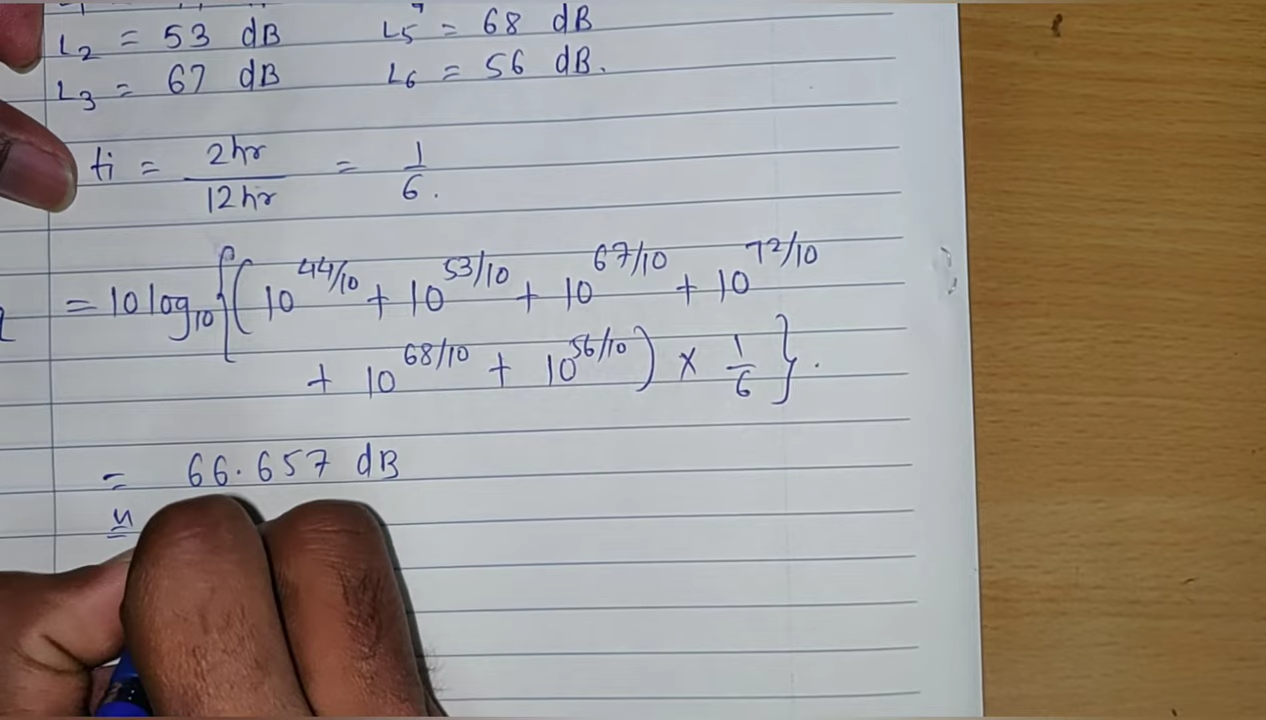 L2 = 53 dB L5 = 68 dB
L3 = 67 dB L6 = 56 dB.
ti = 2hr/12hr = 1/6.
= 10 log10 {(10^44/10 + 10^53/10 + 10^67/10 + 10^72/10
+ 10^68/10 + 10^56/10) × 1/6}.
= 66.657 dB